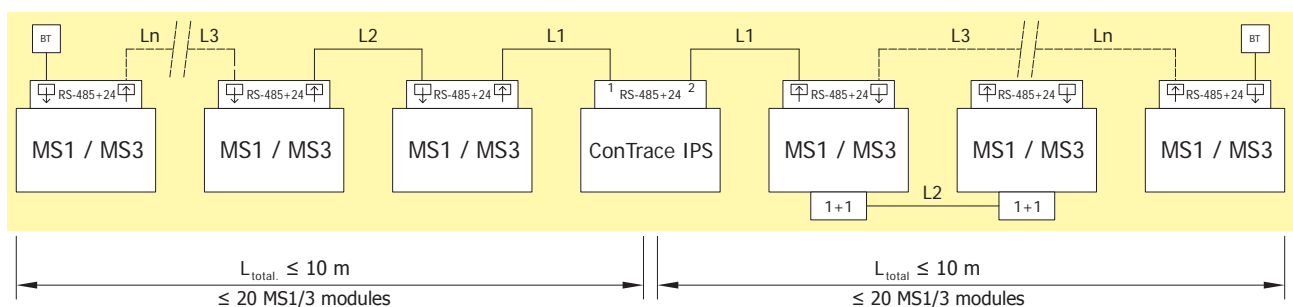 BT Ln L3 L2 L1 L1 L3 Ln BT
RS-485+24 RS-485+24 RS-485+24 1 RS-485+24 2 RS-485+24 RS-485+24 RS-485+24
MS1 / MS3 MS1 / MS3 MS1 / MS3 ConTrace IPS MS1 / MS3 MS1 / MS3 MS1 / MS3
1+1 L2 1+1
Ltotal. ≤ 10 m Ltotal ≤ 10 m
≤ 20 MS1/3 modules ≤ 20 MS1/3 modules